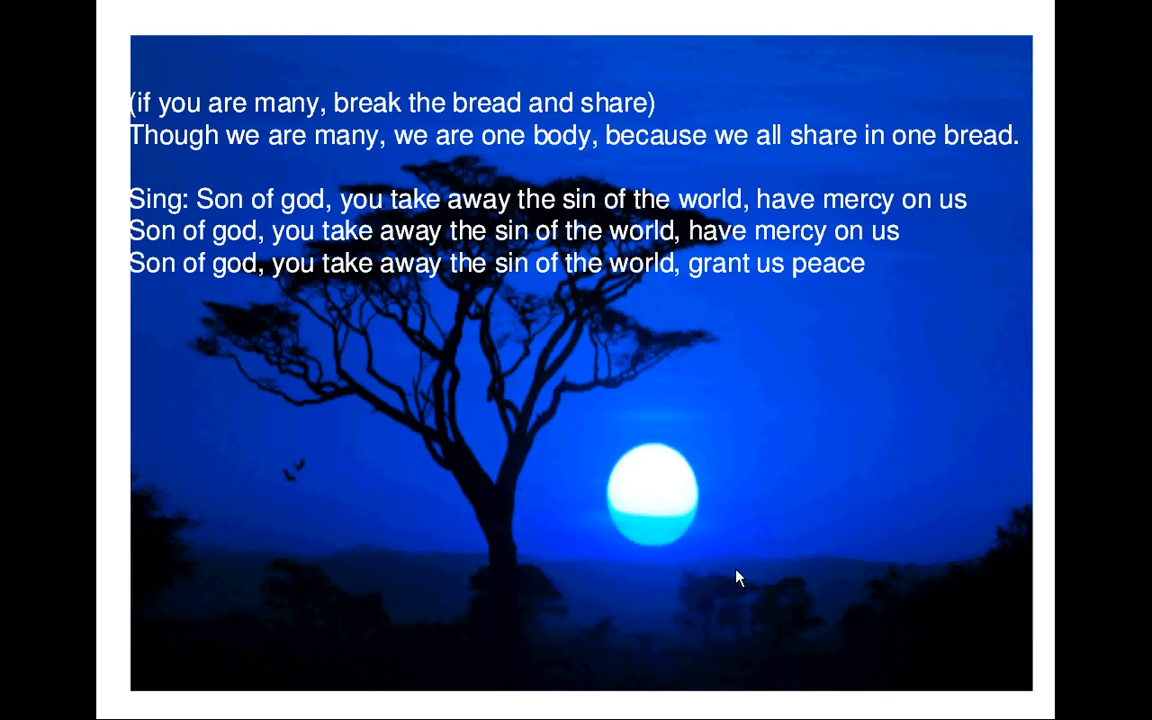 (if you are many, break the bread and share)
Though we are many, we are one body, because we all share in one bread.
Sing: Son of god, you take away the sin of the world, have mercy on us
Son of god, you take away the sin of the world, have mercy on us
Son of god, you take away the sin of the world, grant us peace